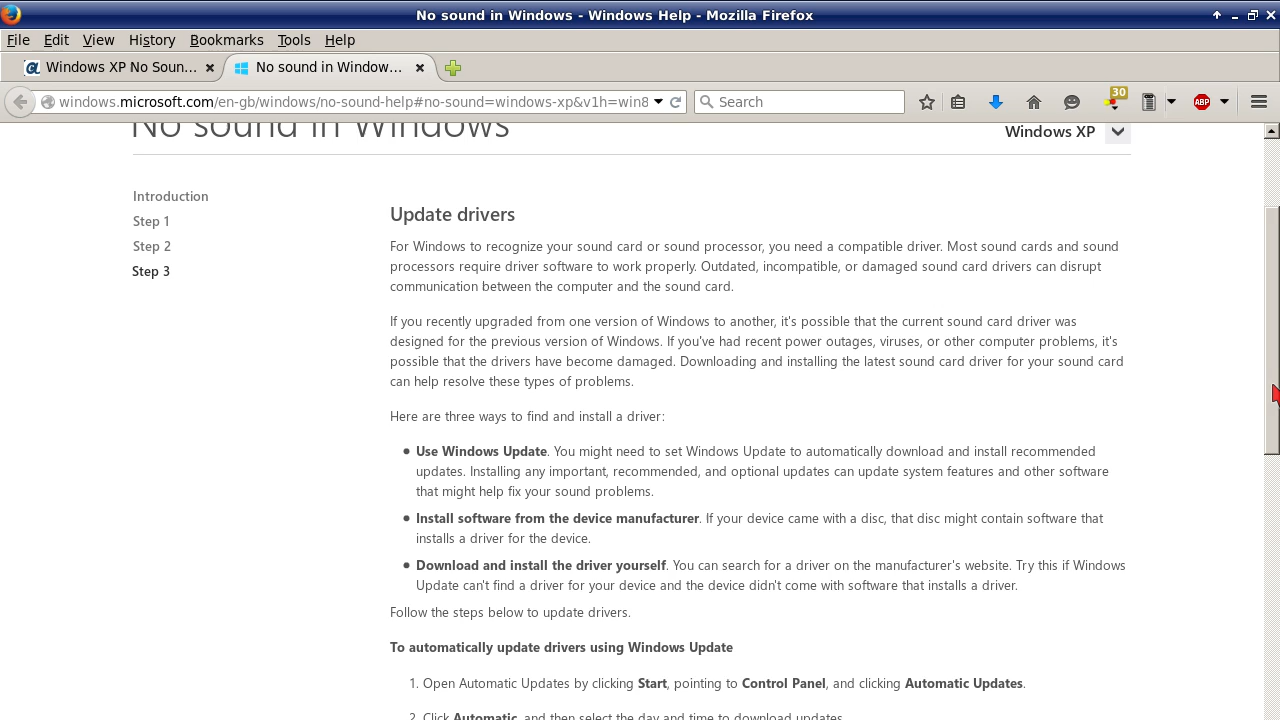 No sound in Windows - Windows Help - Mozilla Firefox
File Edit View History Bookmarks Tools Help
Windows XP No Soun...
No sound in Window...
windows.microsoft.com/en-gb/windows/no-sound-help#no-sound=windows-xp&v1h=win8
Search
30
ABP
No sound in Windows
Windows XP
Introduction
Step 1
Step 2
Step 3
Update drivers
For Windows to recognize your sound card or sound processor, you need a compatible driver. Most sound cards and sound
processors require driver software to work properly. Outdated, incompatible, or damaged sound card drivers can disrupt
communication between the computer and the sound card.
If you recently upgraded from one version of Windows to another, it's possible that the current sound card driver was
designed for the previous version of Windows. If you've had recent power outages, viruses, or other computer problems, it's
possible that the drivers have become damaged. Downloading and installing the latest sound card driver for your sound card
can help resolve these types of problems.
Here are three ways to find and install a driver:
• Use Windows Update. You might need to set Windows Update to automatically download and install recommended
updates. Installing any important, recommended, and optional updates can update system features and other software
that might help fix your sound problems.
• Install software from the device manufacturer. If your device came with a disc, that disc might contain software that
installs a driver for the device.
• Download and install the driver yourself. You can search for a driver on the manufacturer's website. Try this if Windows
Update can't find a driver for your device and the device didn't come with software that installs a driver.
Follow the steps below to update drivers.
To automatically update drivers using Windows Update
1. Open Automatic Updates by clicking Start, pointing to Control Panel, and clicking Automatic Updates.
2. Click Automatic, and then select the day and time to download updates.